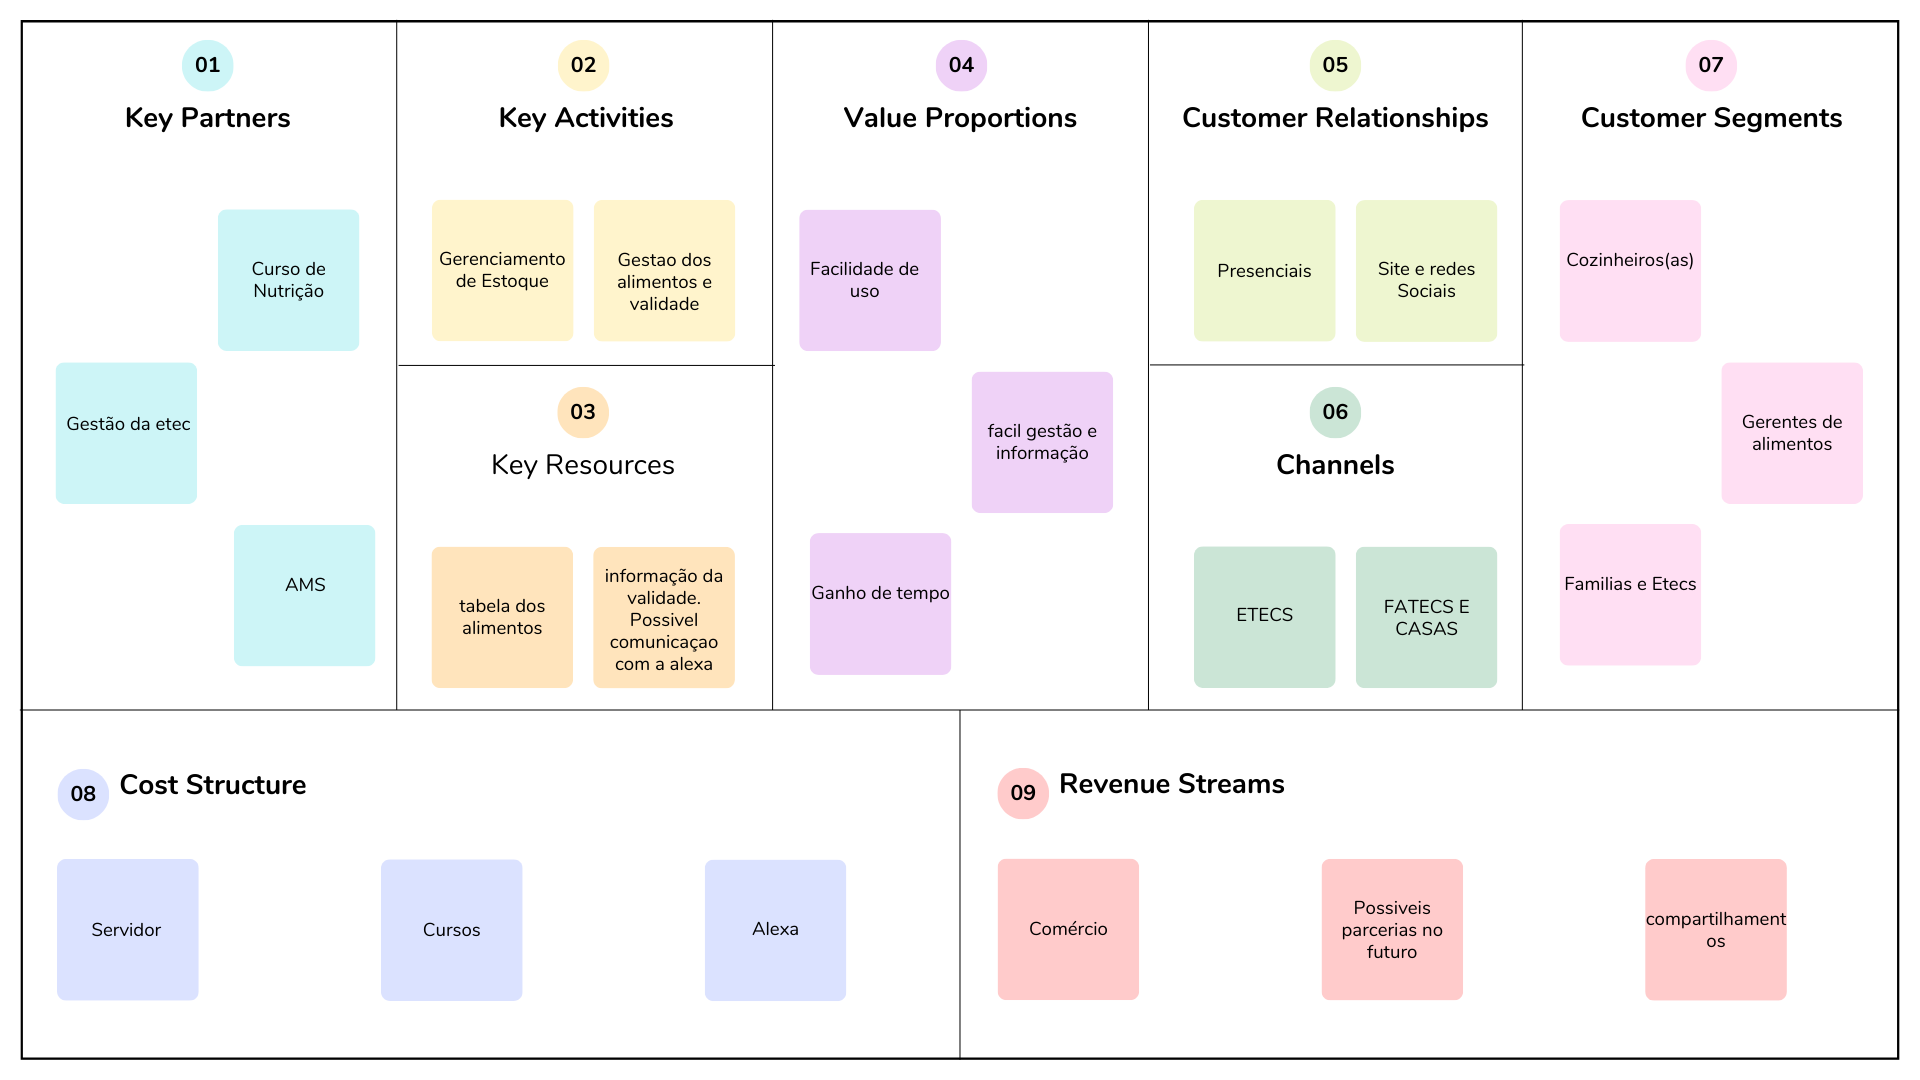 01
Key Partners
Curso de
Nutrição
Gestão da etec
AMS
02
Key Activities
Gerenciamento
de Estoque
Gestao dos
alimentos e
validade
03
Key Resources
tabela dos
alimentos
informação da
validade.
Possivel
comunicaçao
com a alexa
04
Value Proportions
Facilidade de
uso
facil gestão e
informação
Ganho de tempo
05
Customer Relationships
Presenciais
Site e redes
Sociais
06
Channels
ETECS
FATECS E
CASAS
07
Customer Segments
Cozinheiros(as)
Gerentes de
alimentos
Familias e Etecs
08
Cost Structure
Servidor
Cursos
Alexa
09
Revenue Streams
Comércio
Possiveis
parcerias no
futuro
compartilhament
os